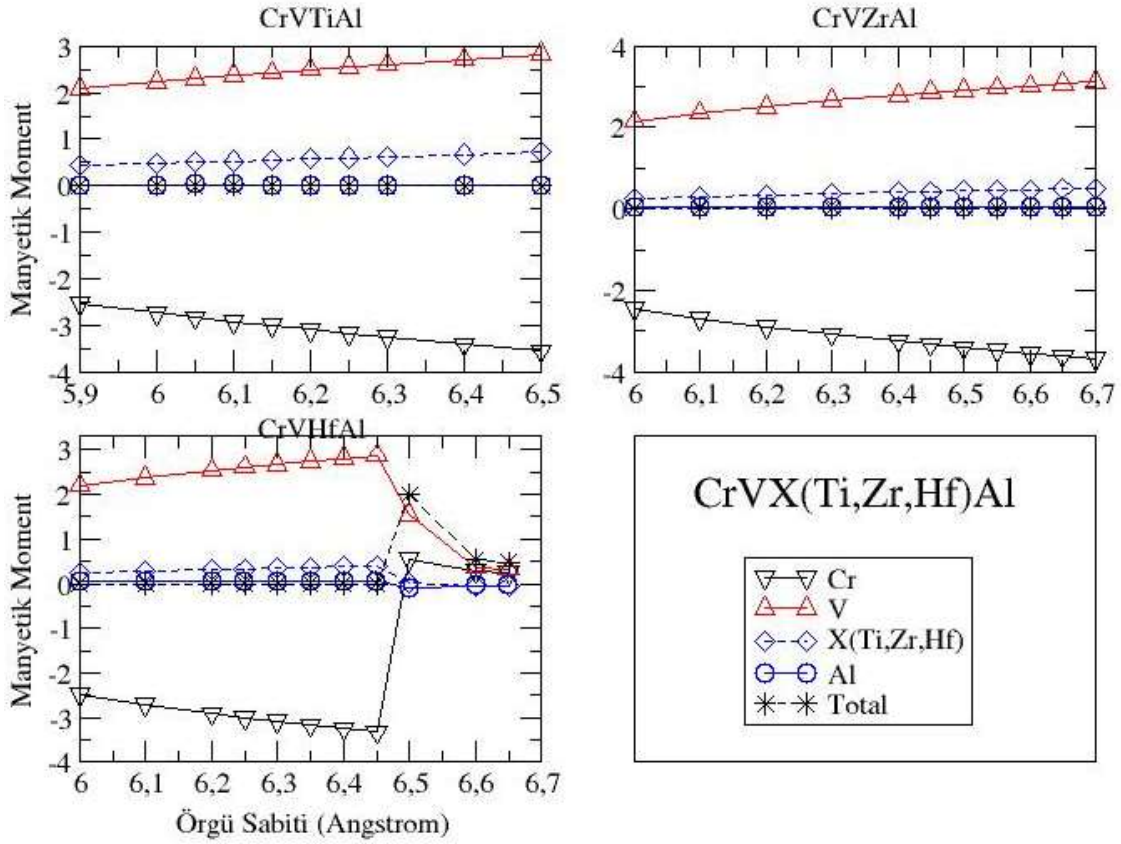 CrVTiAl
CrVZrAl
Manyetik Moment
3
2
1
0
-1
-2
-3
-4
5,9 6 6,1 6,2 6,3 6,4 6,5
4
2
0
-2
-4
6 6,1 6,2 6,3 6,4 6,5 6,6 6,7
CrVHfAl
Manyetik Moment
3
2
1
0
-1
-2
-3
-4
6 6,1 6,2 6,3 6,4 6,5 6,6 6,7
Örgü Sabiti (Angstrom)
CrVX(Ti,Zr,Hf)Al
Cr
V
X(Ti,Zr,Hf)
Al
Total